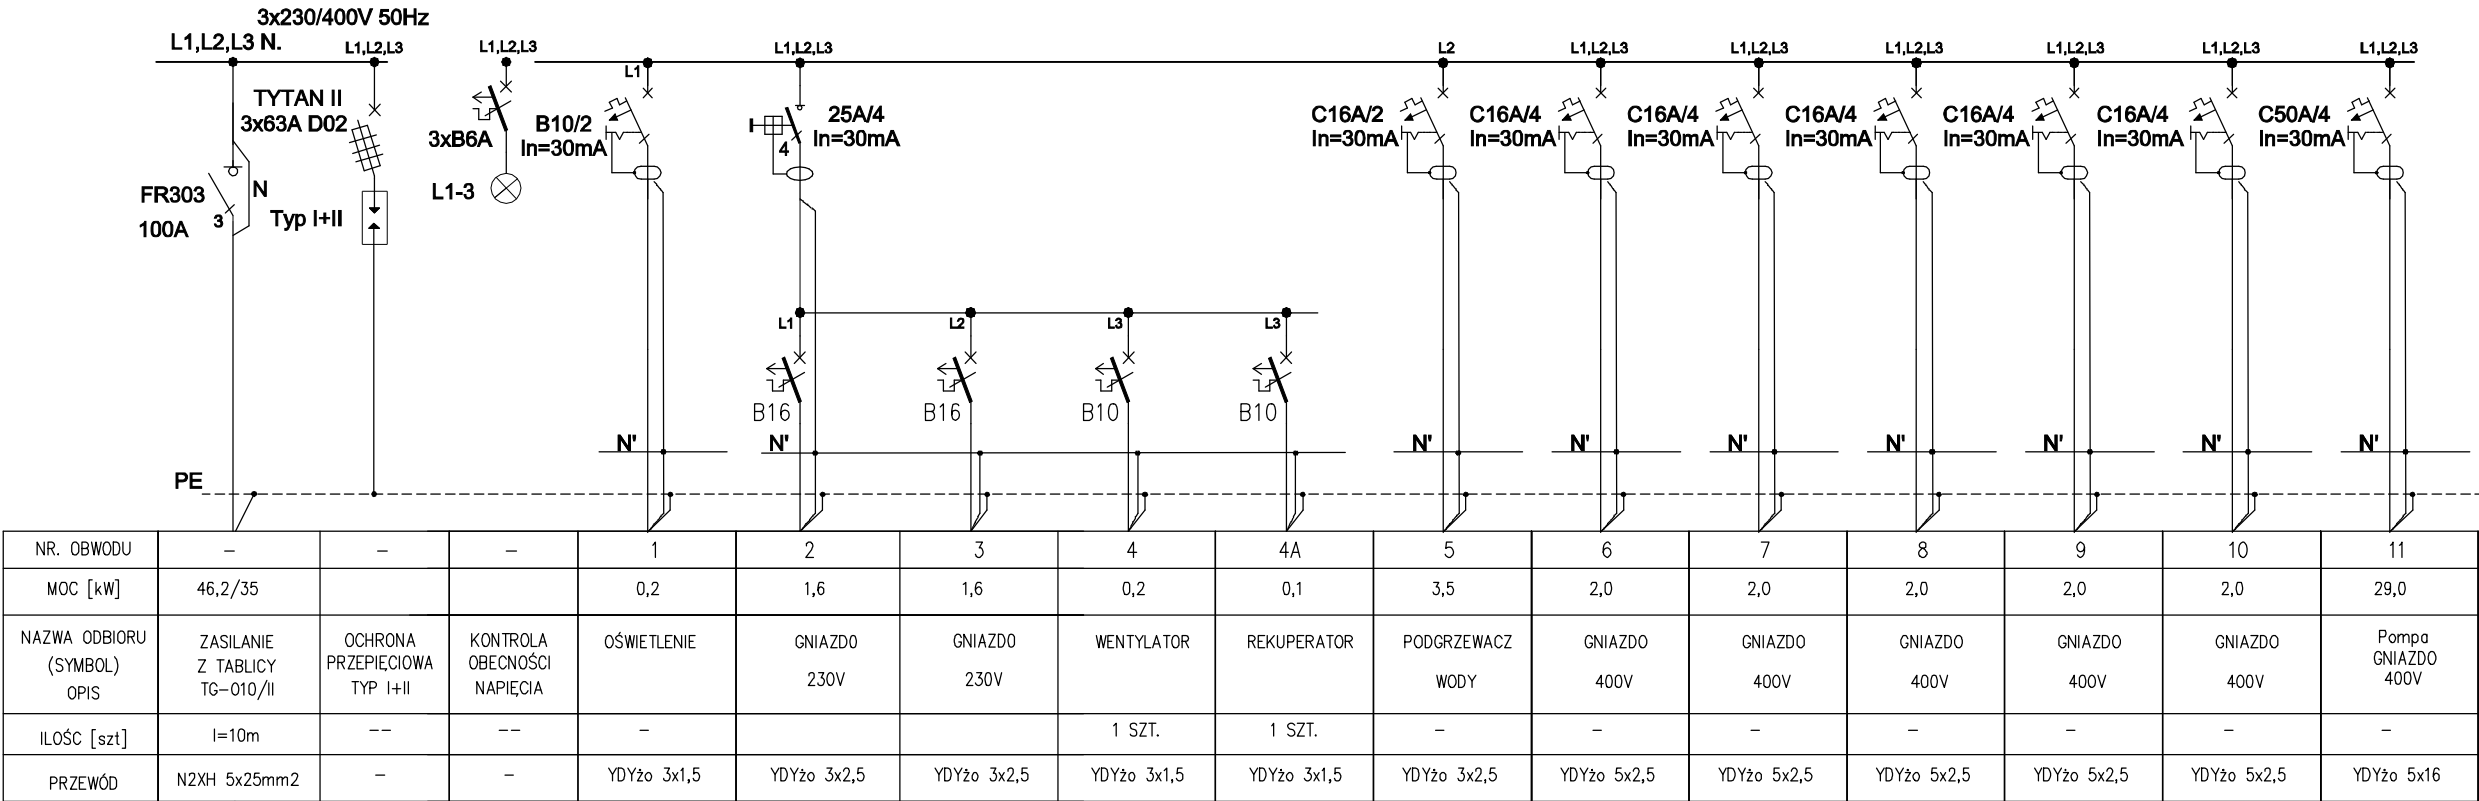 3x230/400V 50Hz
L1,L2,L3 N.
L1,L2,L3
L1,L2,L3
L1
L1,L2,L3
L2
L1,L2,L3
L1,L2,L3
L1,L2,L3
L1,L2,L3
L1,L2,L3
L1,L2,L3
TYTAN II
3x63A D02
FR303
100A
3
N
Typ I+II
3xB6A
L1-3
B10/2
In=30mA
25A/4
In=30mA
4
C16A/2
In=30mA
C16A/4
In=30mA
C16A/4
In=30mA
C16A/4
In=30mA
C16A/4
In=30mA
C16A/4
In=30mA
C50A/4
In=30mA
L1
L2
L3
L3
B16
B16
B10
B10
N'
N'
N'
N'
N'
N'
N'
N'
N'
PE
NR. OBWODU - - - 1 2 3 4 4A 5 6 7 8 9 10 11
MOC [kW] 46,2/35 0,2 1,6 1,6 0,2 0,1 3,5 2,0 2,0 2,0 2,0 2,0 29,0
NAZWA ODBIORU
(SYMBOL)
OPIS
ZASILANIE
Z TABLICY
TG-010/II
OCHRONA
PRZEPIĘCIOWA
TYP I+II
KONTROLA
OBECNOŚCI
NAPIĘCIA
OŚWIETLENIE
GNIAZDO
230V
GNIAZDO
230V
WENTYLATOR
REKUPERATOR
PODGRZEWACZ
WODY
GNIAZDO
400V
GNIAZDO
400V
GNIAZDO
400V
GNIAZDO
400V
GNIAZDO
400V
Pompa
GNIAZDO
400V
ILOŚC [szt] l=10m -- -- - 1 SZT. 1 SZT. - - - - - - -
PRZEWÓD N2XH 5x25mm2 - - YDYżo 3x1,5 YDYżo 3x2,5 YDYżo 3x2,5 YDYżo 3x1,5 YDYżo 3x1,5 YDYżo 3x2,5 YDYżo 5x2,5 YDYżo 5x2,5 YDYżo 5x2,5 YDYżo 5x2,5 YDYżo 5x2,5 YDYżo 5x16